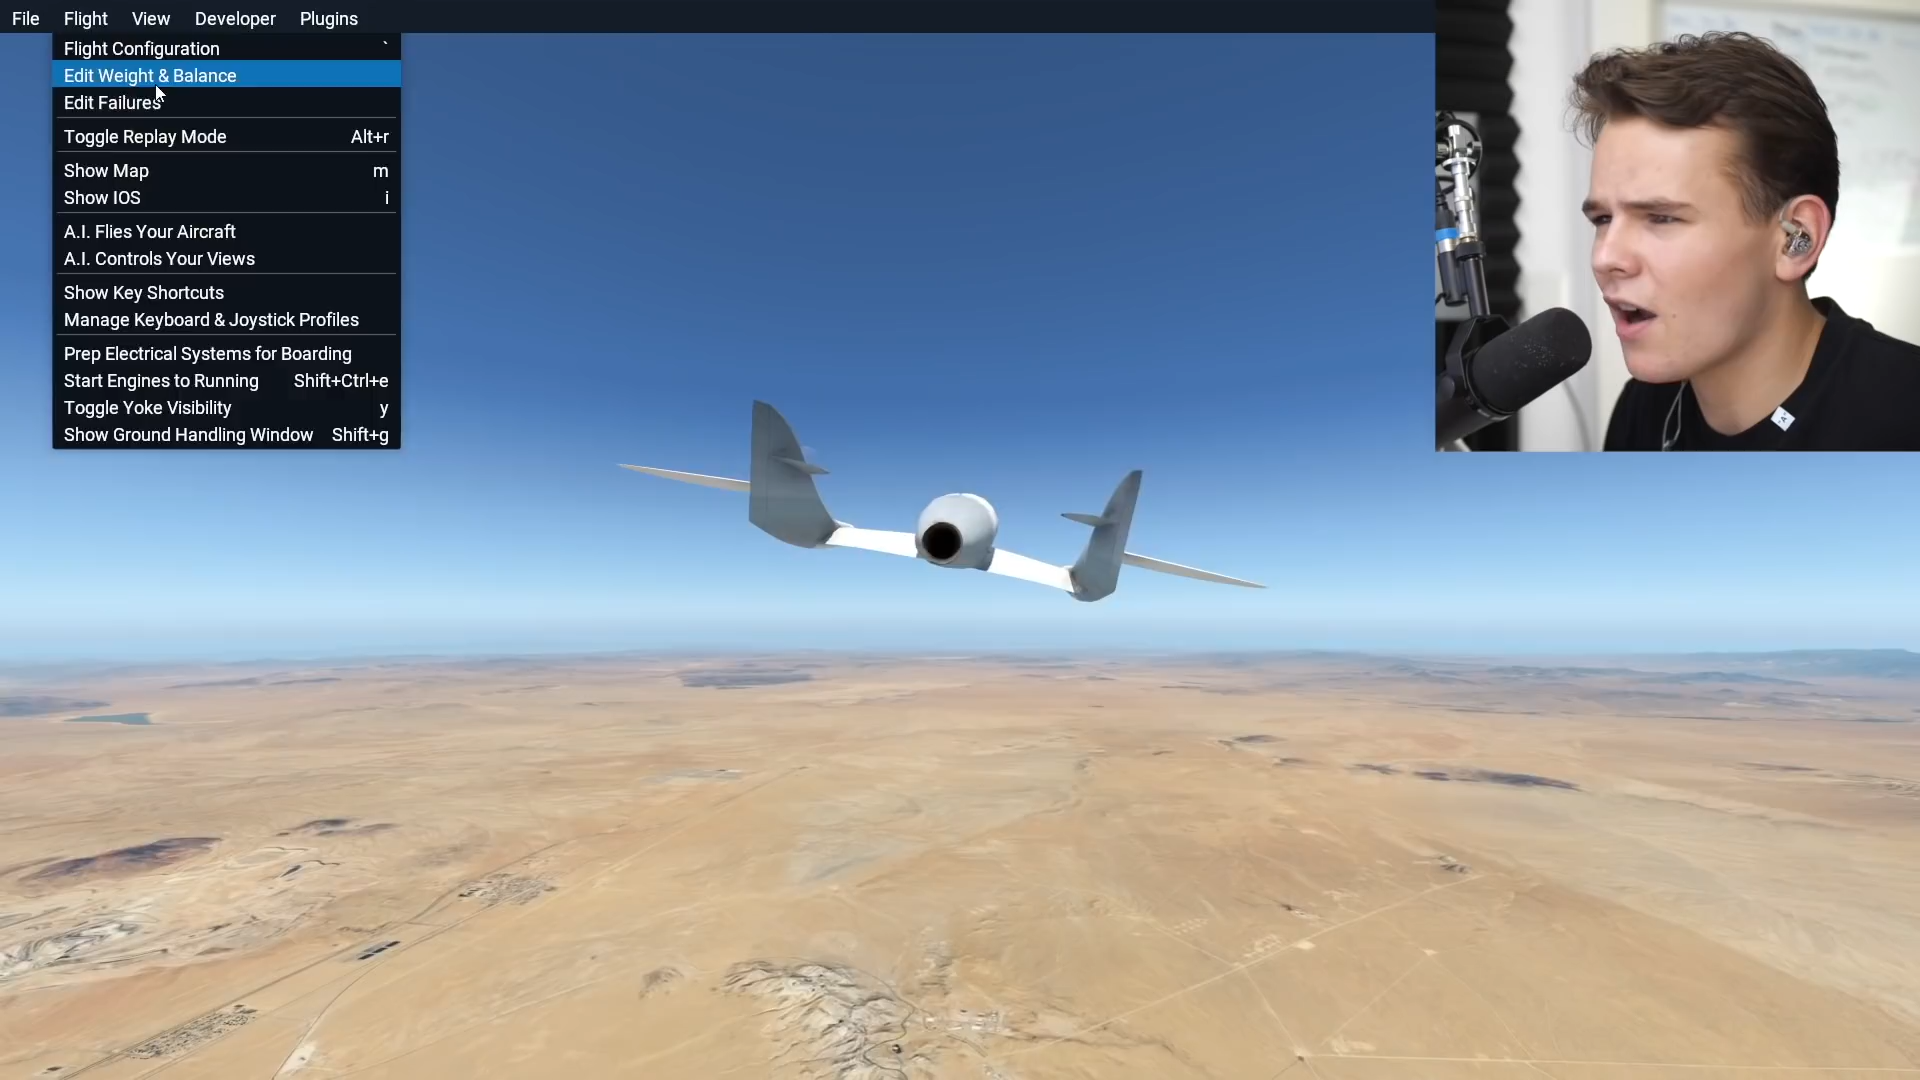 File Flight View Developer Plugins
Flight Configuration `
Edit Weight & Balance
Edit Failures
Toggle Replay Mode Alt+r
Show Map m
Show IOS i
A.I. Flies Your Aircraft
A.I. Controls Your Views
Show Key Shortcuts
Manage Keyboard & Joystick Profiles
Prep Electrical Systems for Boarding
Start Engines to Running Shift+Ctrl+e
Toggle Yoke Visibility y
Show Ground Handling Window Shift+g